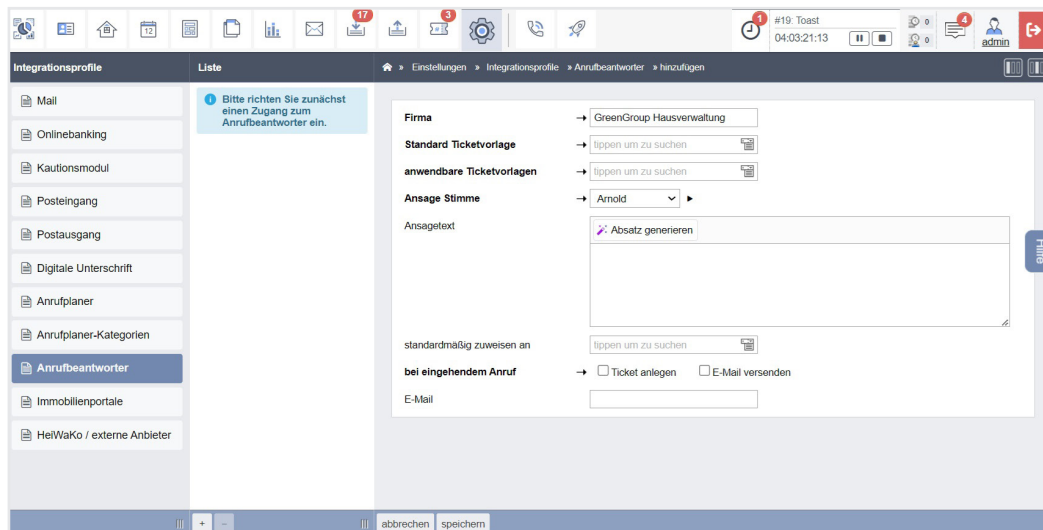 12
17
3
1
#19: Toast
04:03:21:13
0
0
4
admin
Integrationsprofile
Liste
» Einstellungen » Integrationsprofile » Anrufbeantworter » hinzufügen
Mail
Onlinebanking
Kautionsmodul
Posteingang
Postausgang
Digitale Unterschrift
Anrufplaner
Anrufplaner-Kategorien
Anrufbeantworter
Immobilienportale
HeiWaKo / externe Anbieter
Bitte richten Sie zunächst
einen Zugang zum
Anrufbeantworter ein.
Firma → GreenGroup Hausverwaltung
Standard Ticketvorlage → tippen um zu suchen
anwendbare Ticketvorlagen → tippen um zu suchen
Ansage Stimme → Arnold
Ansagetext
Absatz generieren
standardmäßig zuweisen an tippen um zu suchen
bei eingehendem Anruf → Ticket anlegen E-Mail versenden
E-Mail
Hilfe
+ −
abbrechen speichern